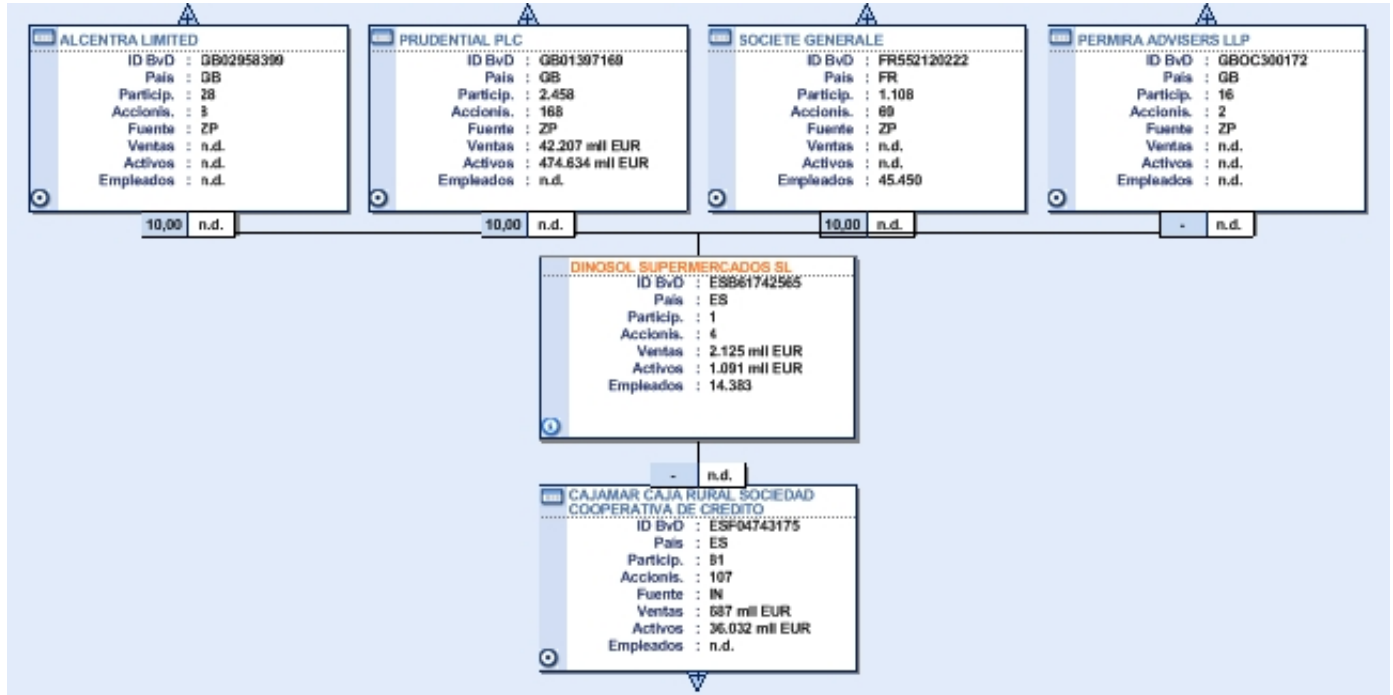 ALCENTRA LIMITED
ID BvD : GB02958399
Pais : GB
Particip. : 28
Accionis. : 8
Fuente : ZP
Ventas : n.d.
Activos : n.d.
Empleados : n.d.
10,00 n.d.
PRUDENTIAL PLC
ID BvD : GB01397169
Pais : GB
Particip. : 2.458
Accionis. : 168
Fuente : ZP
Ventas : 42.207 mil EUR
Activos : 474.634 mil EUR
Empleados : n.d.
10,00 n.d.
SOCIETE GENERALE
ID BvD : FR552120222
Pais : FR
Particip. : 1.108
Accionis. : 69
Fuente : ZP
Ventas : n.d.
Activos : n.d.
Empleados : 45.450
10,00 n.d.
PERMIRA ADVISERS LLP
ID BvD : GBOC300172
Pais : GB
Particip. : 16
Accionis. : 2
Fuente : ZP
Ventas : n.d.
Activos : n.d.
Empleados : n.d.
- n.d.
DINOSOL SUPERMERCADOS SL
ID BvD : ESB61742565
Pais : ES
Particip. : 1
Accionis. : 4
Ventas : 2.125 mil EUR
Activos : 1.091 mil EUR
Empleados : 14.383
- n.d.
CAJAMAR CAJA RURAL SOCIEDAD
COOPERATIVA DE CREDITO
ID BvD : ESF04743175
Pais : ES
Particip. : 81
Accionis. : 107
Fuente : IN
Ventas : 687 mil EUR
Activos : 36.032 mil EUR
Empleados : n.d.